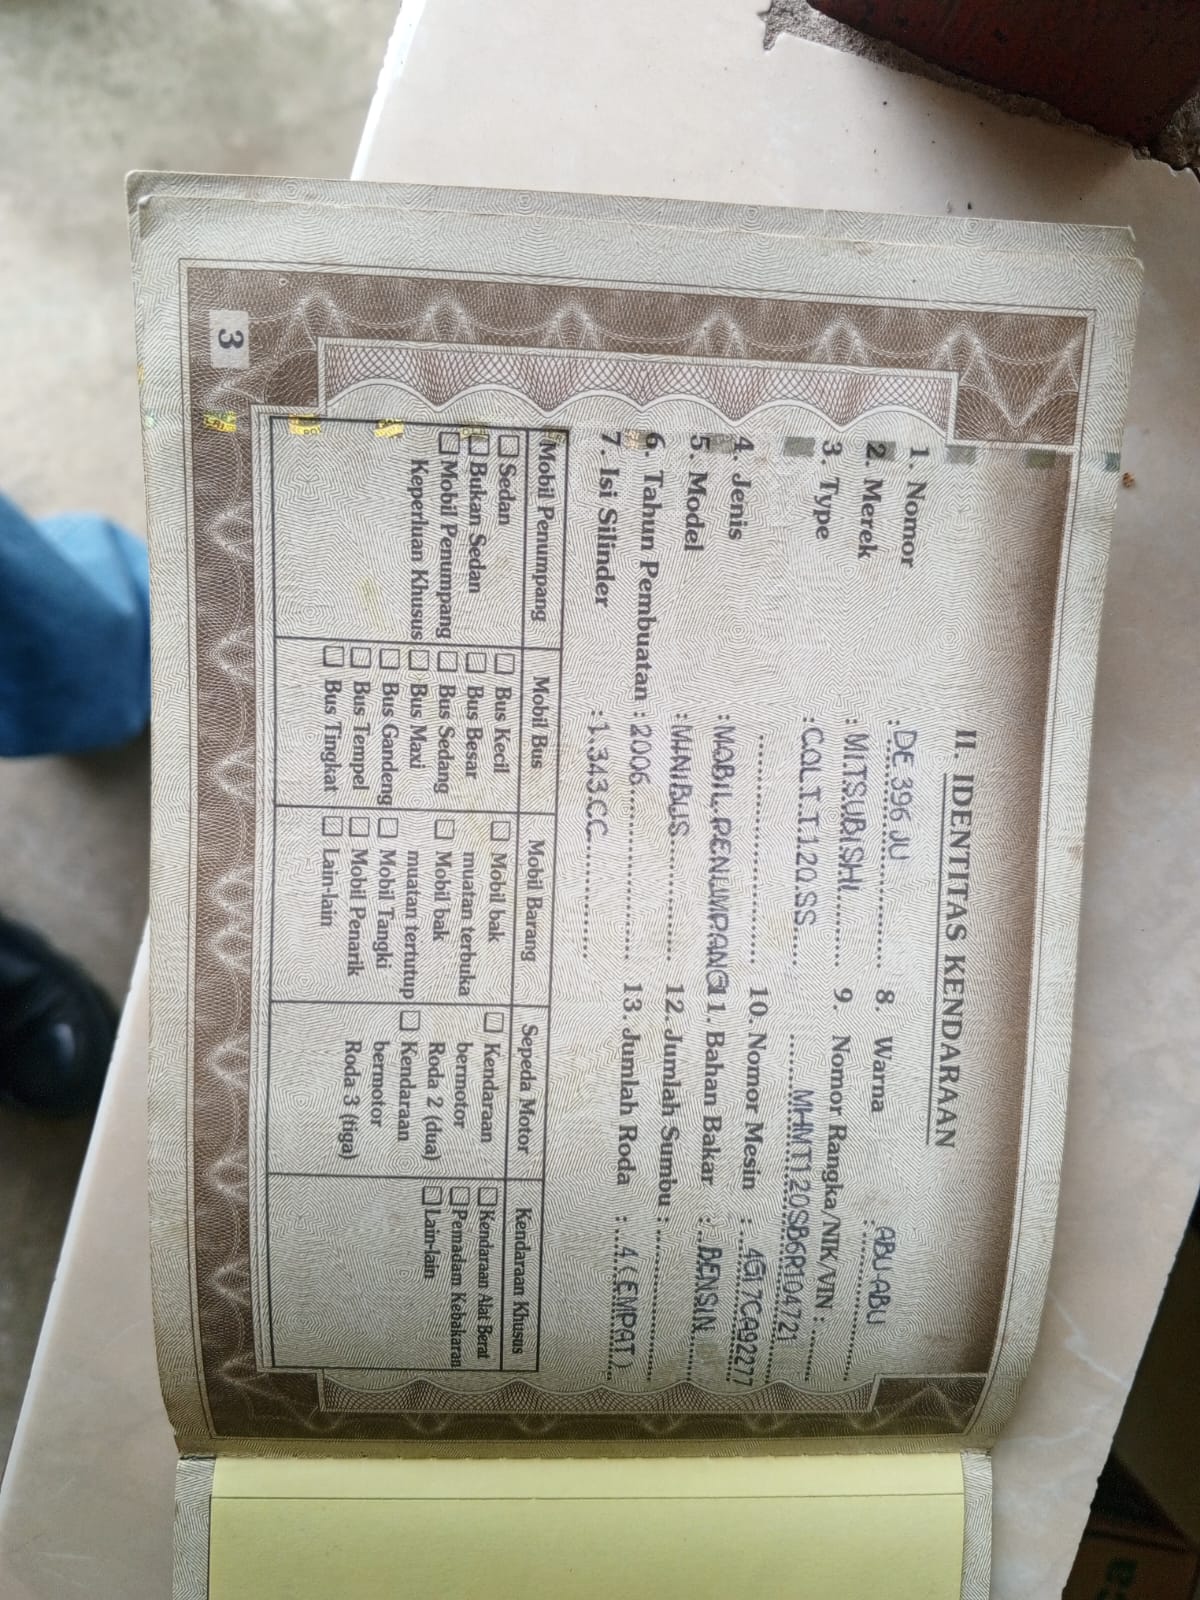 II. IDENTITAS KENDARAAN
1. Nomor : DE 396 JU
2. Merek : MITSUBISHI
3. Type : COLT T120 SS
4. Jenis : MOBIL PENUMPANG
5. Model : MINIBUS
6. Tahun Pembuatan : 2006
7. Isi Silinder : 1.343 CC
8. Warna : ABU-ABU
9. Nomor Rangka/NIK/VIN :
MHMT120SB6R104721
10. Nomor Mesin : 4G17CA92277
11. Bahan Bakar : BENSIN
12. Jumlah Sumbu :
13. Jumlah Roda : 4 (EMPAT)
Mobil Penumpang
Sedan
Bukan Sedan
Mobil Penumpang
Keperluan Khusus
Mobil Bus
Bus Kecil
Bus Besar
Bus Sedang
Bus Maxi
Bus Gandeng
Bus Tempel
Bus Tingkat
Mobil Barang
Mobil bak
muatan terbuka
Mobil bak
muatan tertutup
Mobil Tangki
Mobil Penarik
Lain-lain
Sepeda Motor
Kendaraan
bermotor
Roda 2 (dua)
Kendaraan
bermotor
Roda 3 (tiga)
Kendaraan Khusus
Kendaraan Alat Berat
Pemadam Kebakaran
Lain-lain
3